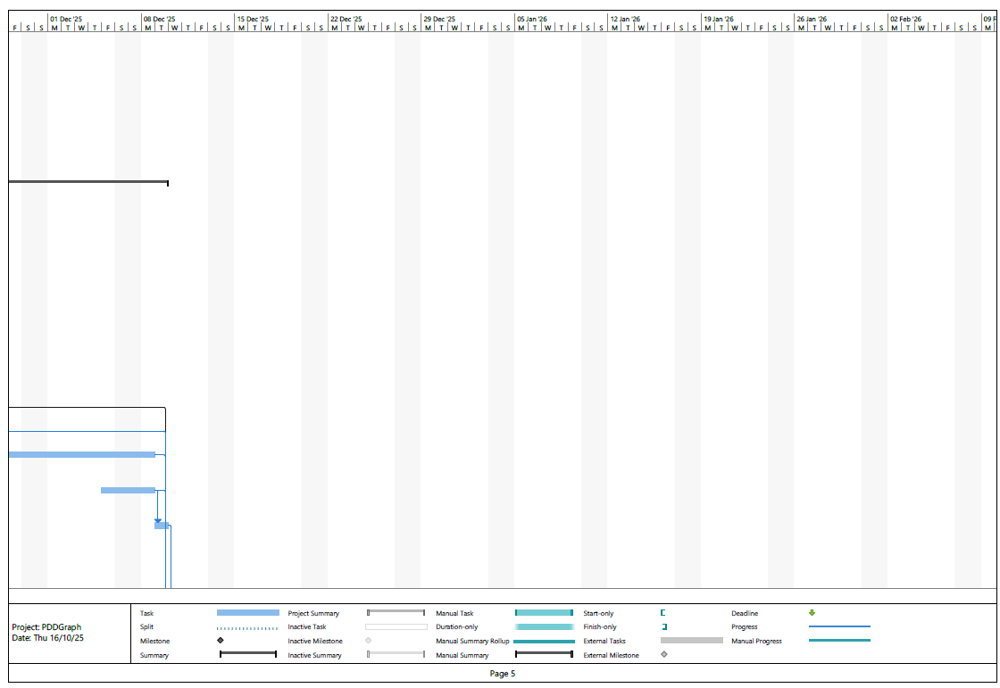 01 Dec '25 08 Dec '25 15 Dec '25 22 Dec '25 29 Dec '25 05 Jan '26 12 Jan '26 19 Jan '26 26 Jan '26 02 Feb '26 09 F
F S S M T W T F S S M T W T F S S M T W T F S S M T W T F S S M T W T F S S M T W T F S S M T W T F S S M T W T F S S M T W T F S S M T W T F S S M
Task Project Summary Manual Task Start-only Deadline
Project: PDDGraph
Date: Thu 16/10/25
Split Inactive Task Duration-only Finish-only Progress
Milestone Inactive Milestone Manual Summary Rollup External Tasks Manual Progress
Summary Inactive Summary Manual Summary External Milestone
Page 5